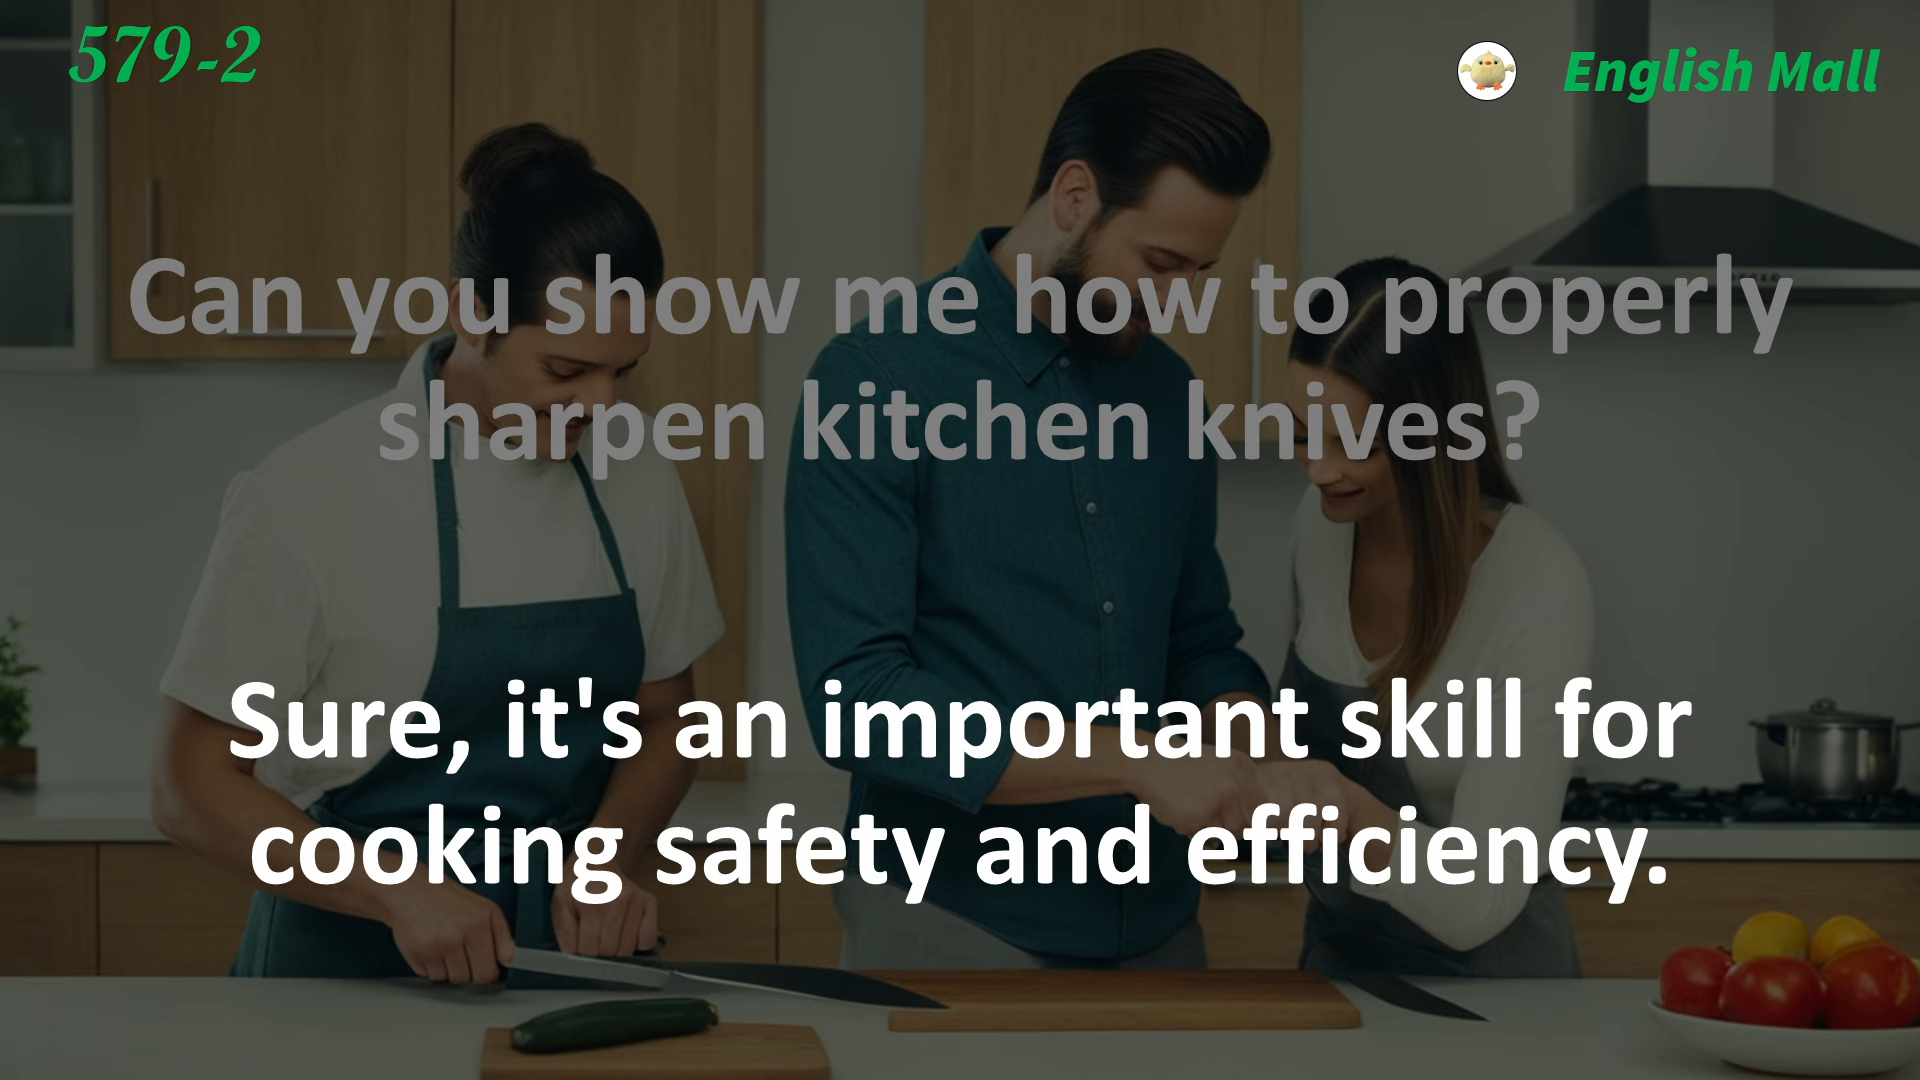 579-2
English Mall
Can you show me how to properly
sharpen kitchen knives?
Sure, it's an important skill for
cooking safety and efficiency.